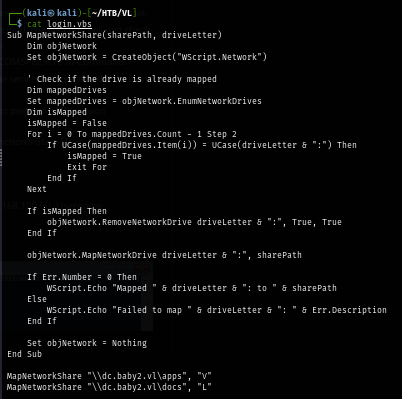 (kali㉿kali)-[~/HTB/VL]
$ cat login.vbs
Sub MapNetworkShare(sharePath, driveLetter)
    Dim objNetwork
    Set objNetwork = CreateObject("WScript.Network")

    ' Check if the drive is already mapped
    Dim mappedDrives
    Set mappedDrives = objNetwork.EnumNetworkDrives
    Dim isMapped
    isMapped = False
    For i = 0 To mappedDrives.Count - 1 Step 2
        If UCase(mappedDrives.Item(i)) = UCase(driveLetter & ":") Then
            isMapped = True
            Exit For
        End If
    Next

    If isMapped Then
        objNetwork.RemoveNetworkDrive driveLetter & ":", True, True
    End If

    objNetwork.MapNetworkDrive driveLetter & ":", sharePath

    If Err.Number = 0 Then
        WScript.Echo "Mapped " & driveLetter & ": to " & sharePath
    Else
        WScript.Echo "Failed to map " & driveLetter & ": " & Err.Description
    End If

    Set objNetwork = Nothing
End Sub

MapNetworkShare "\\dc.baby2.vl\apps", "V"
MapNetworkShare "\\dc.baby2.vl\docs", "L"